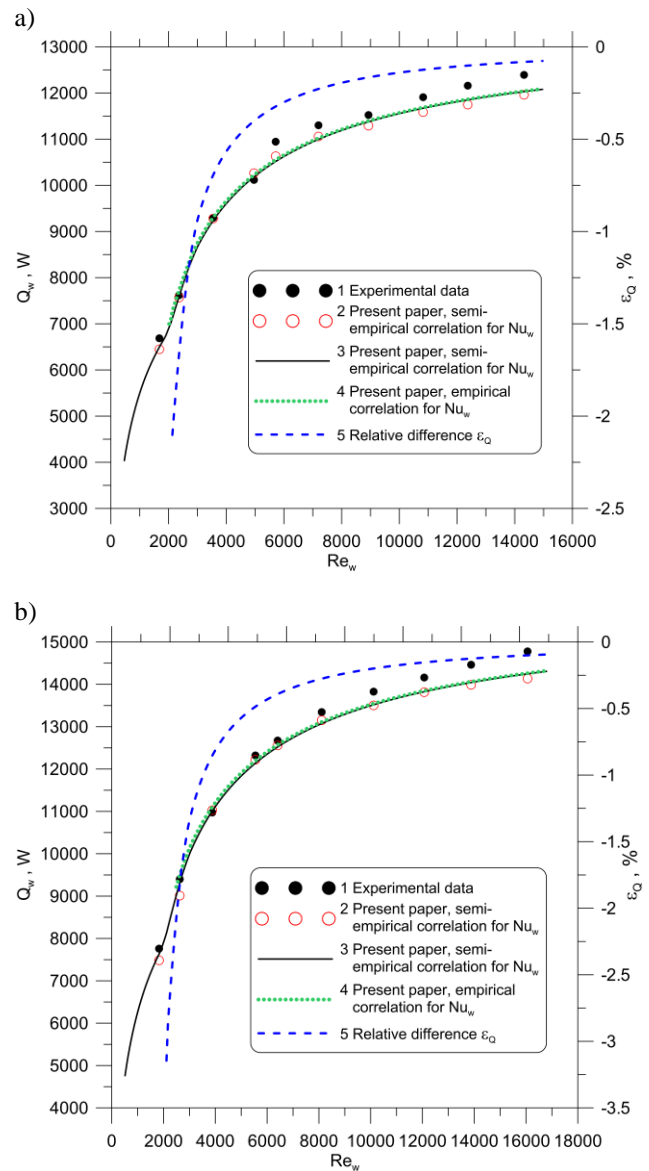 a)
13000
12000
11000
10000
9000
8000
7000
6000
5000
4000
3000
Q_w , W
0
-0.5
-1
-1.5
-2
-2.5
ε_Q , %
1 Experimental data
2 Present paper, semi-
empirical correlation for Nu_w
3 Present paper, semi-
empirical correlation for Nu_w
4 Present paper, empirical
correlation for Nu_w
5 Relative difference ε_Q
0 2000 4000 6000 8000 10000 12000 14000 16000
Re_w
b)
15000
14000
13000
12000
11000
10000
9000
8000
7000
6000
5000
4000
Q_w , W
0
-0.5
-1
-1.5
-2
-2.5
-3
-3.5
ε_Q , %
1 Experimental data
2 Present paper, semi-
empirical correlation for Nu_w
3 Present paper, semi-
empirical correlation for Nu_w
4 Present paper, empirical
correlation for Nu_w
5 Relative difference ε_Q
0 2000 4000 6000 8000 10000 12000 14000 16000 18000
Re_w